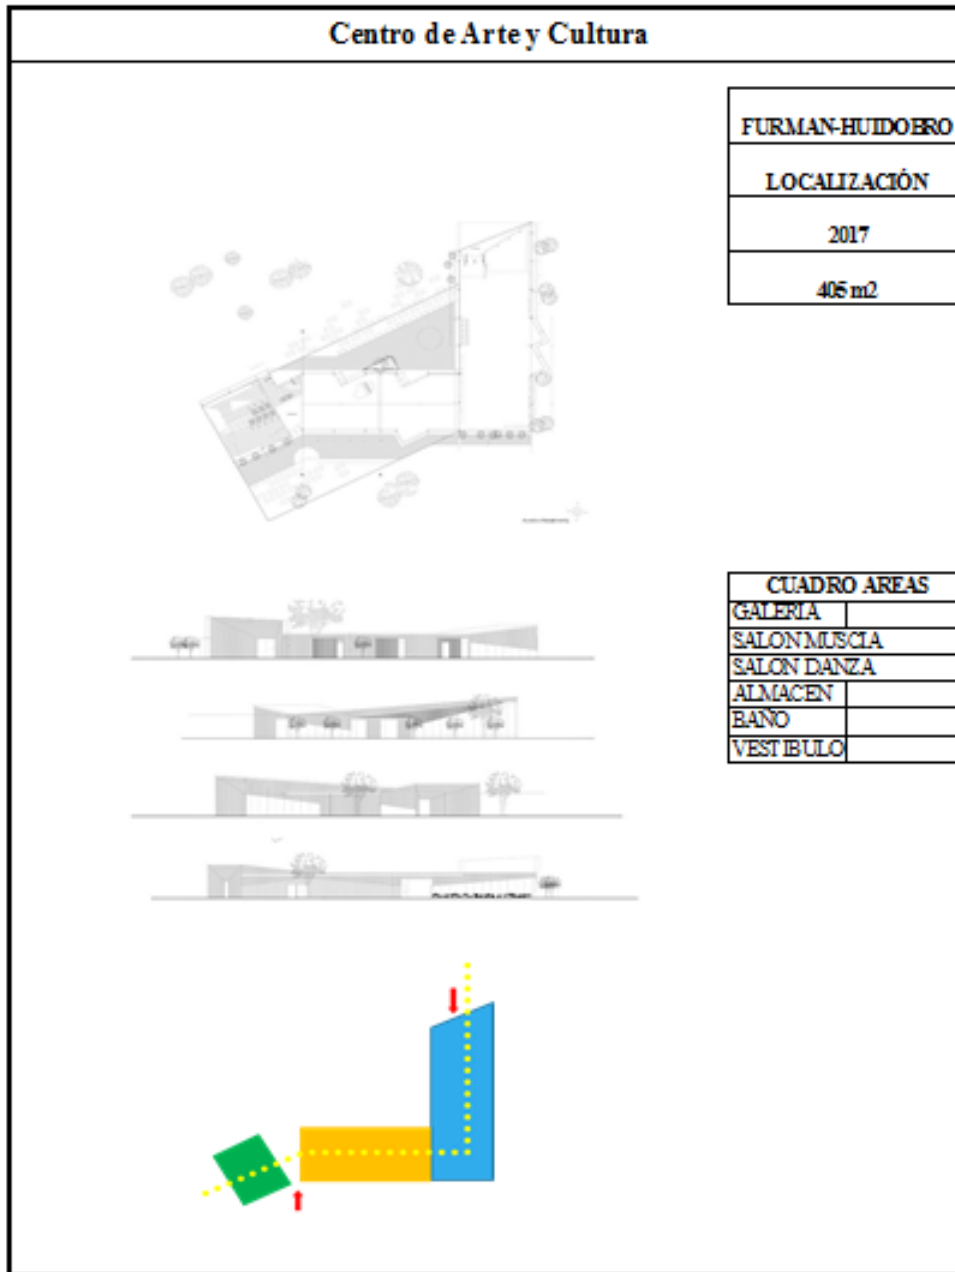 Centro de Arte y Cultura
FURMAN-HUIDOBRO
LOCALIZACIÓN
2017
405 m2
CUADRO AREAS
GALERIA
SALON MUSCIA
SALON DANZA
ALMACEN
BAÑO
VESTIBULO